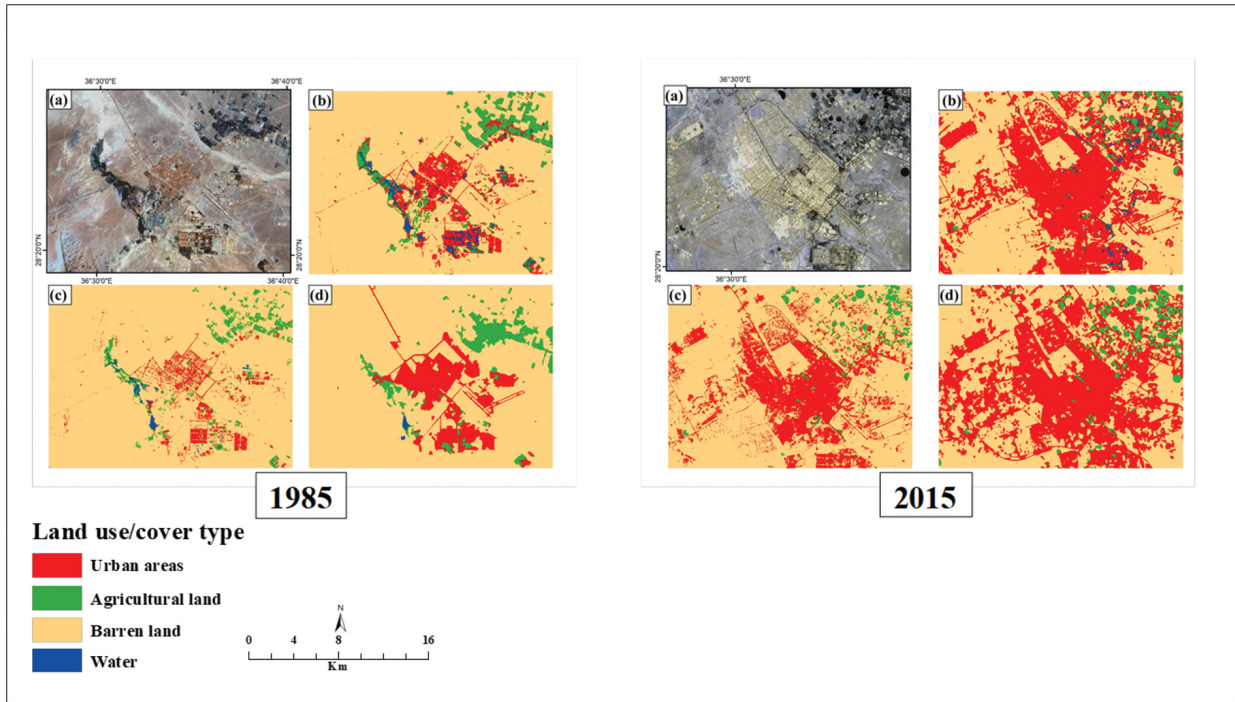 36°30'0"E 36°40'0"E
(a)
(b)
28°20'0"N
28°20'0"N
36°30'0"E 36°40'0"E
(c)
(d)
1985
36°30'0"E
(a)
(b)
28°20'0"N
36°30'0"E
(c)
(d)
2015
Land use/cover type
Urban areas
Agricultural land
Barren land
Water
N
0 4 8 16
Km